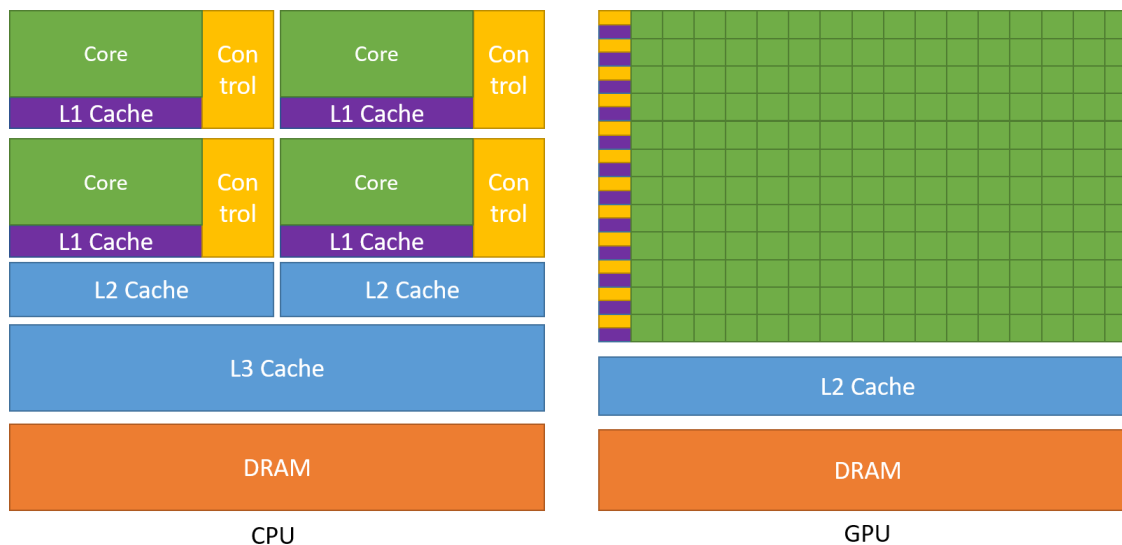 Core
Con
trol
L1 Cache
Core
Con
trol
L1 Cache
Core
Con
trol
L1 Cache
Core
Con
trol
L1 Cache
L2 Cache
L2 Cache
L3 Cache
DRAM
CPU
L2 Cache
DRAM
GPU